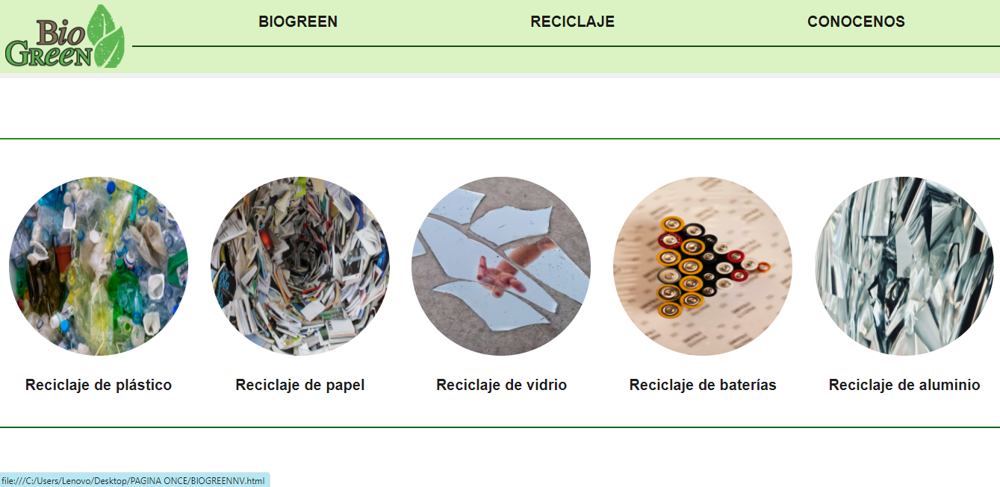 Bio
GREEN
BIOGREEN
RECICLAJE
CONOCENOS
Reciclaje de plástico
Reciclaje de papel
Reciclaje de vidrio
Reciclaje de baterías
Reciclaje de aluminio
file:///C:/Users/Lenovo/Desktop/PAGINA ONCE/BIOGREENNV.html